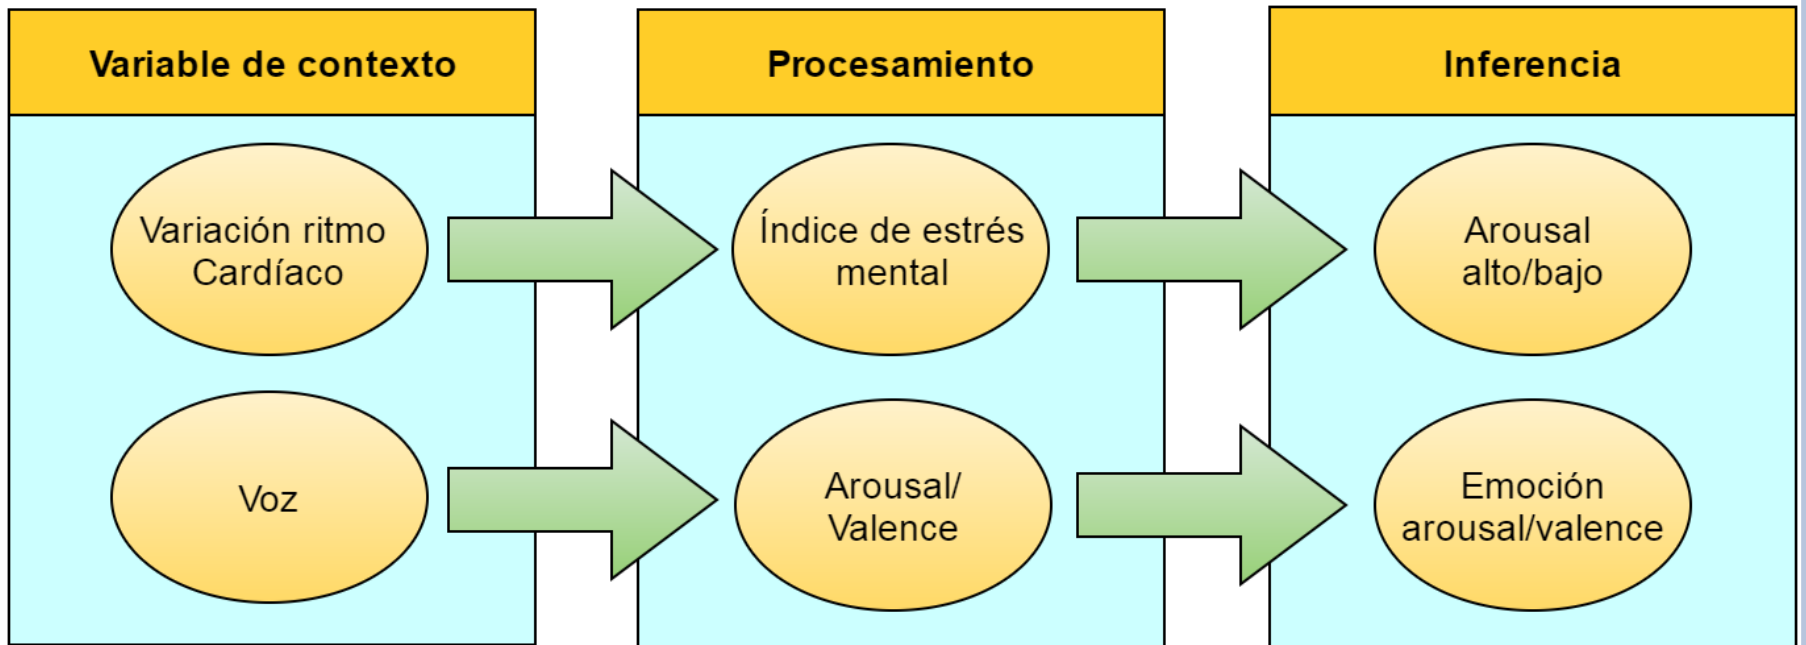 Variable de contexto
Procesamiento
Inferencia
Variación ritmo
Cardíaco
Índice de estrés
mental
Arousal
alto/bajo
Voz
Arousal/
Valence
Emoción
arousal/valence